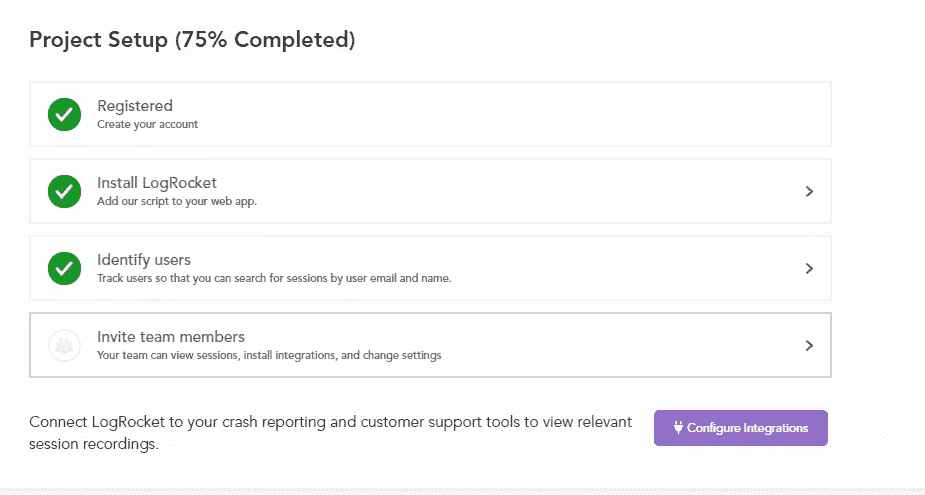 Project Setup (75% Completed)
Registered
Create your account
Install LogRocket
Add our script to your web app.
Identify users
Track users so that you can search for sessions by user email and name.
Invite team members
Your team can view sessions, install integrations, and change settings
Connect LogRocket to your crash reporting and customer support tools to view relevant
session recordings.
Configure Integrations